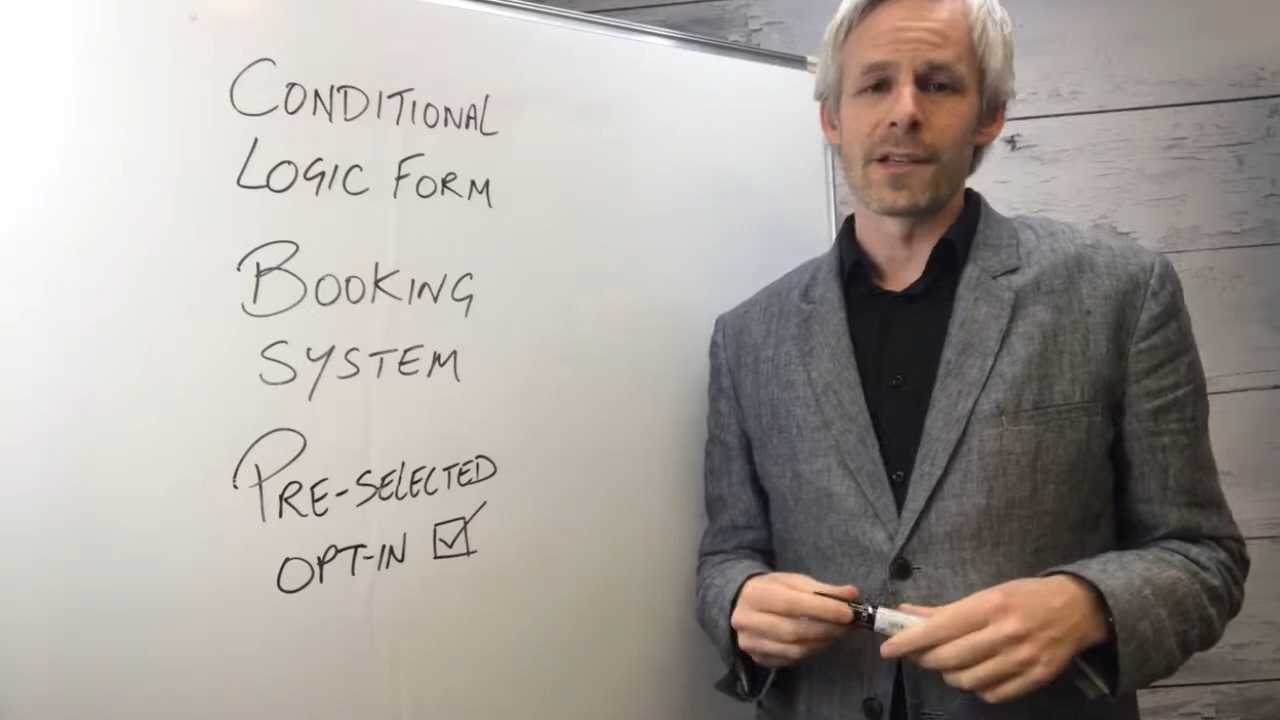 CONDITIONAL
LOGIC FORM
BOOKING
SYSTEM
PRE-SELECTED
OPT-IN ☑